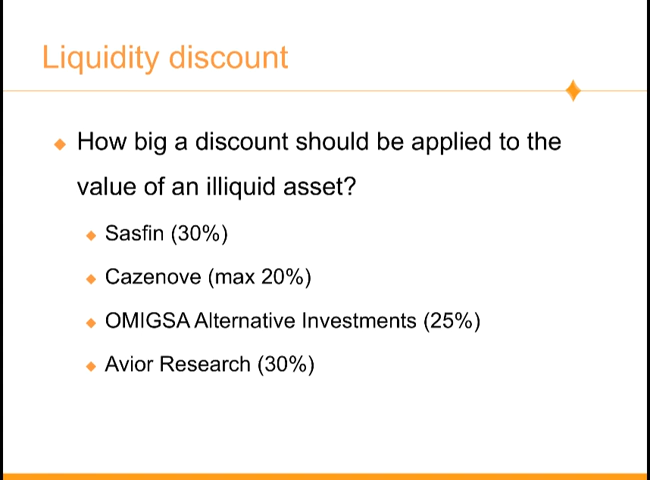 Liquidity discount
How big a discount should be applied to the
value of an illiquid asset?
Sasfin (30%)
Cazenove (max 20%)
OMIGSA Alternative Investments (25%)
Avior Research (30%)